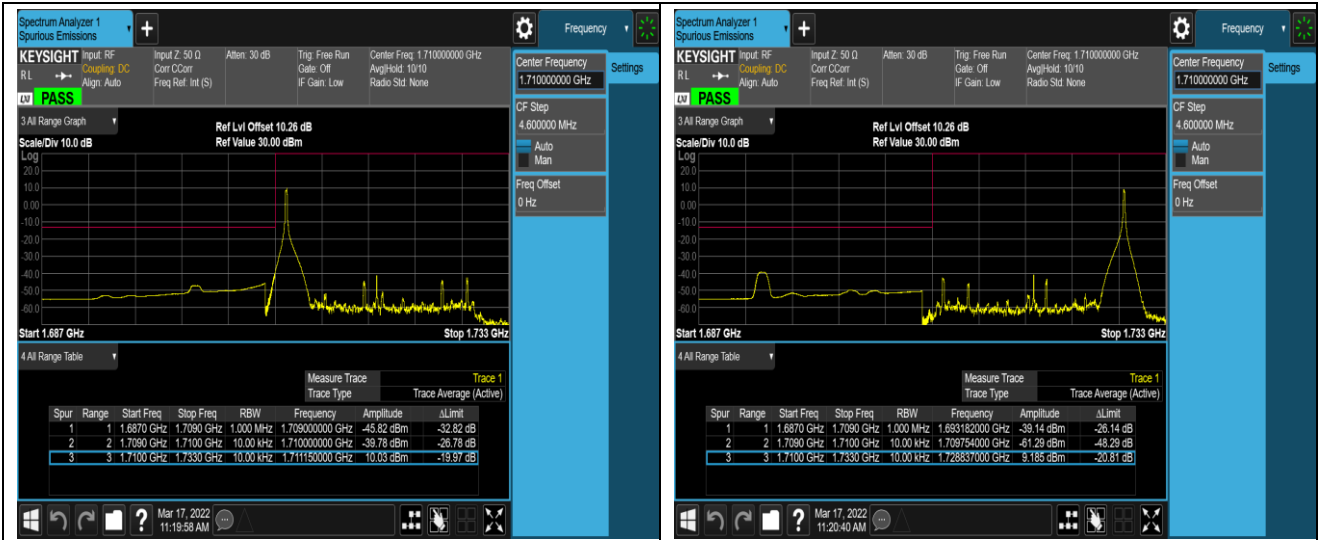 Spectrum Analyzer 1
Spurious Emissions
+
Frequency
KEYSIGHT
RL
Input: RF
Coupling: DC
Align: Auto
Input Z: 50 Ω
Corr CCorr
Freq Ref: Int (S)
Atten: 30 dB
Trig: Free Run
Gate: Off
IF Gain: Low
Center Freq: 1.710000000 GHz
Avg|Hold: 10/10
Radio Std: None
PASS
Center Frequency
1.710000000 GHz
Settings
CF Step
4.600000 MHz
Auto
Man
Freq Offset
0 Hz
3 All Range Graph
Ref Lvl Offset 10.26 dB
Scale/Div 10.0 dB
Ref Value 30.00 dBm
Log
20.0
10.0
0.00
-10.0
-20.0
-30.0
-40.0
-50.0
-60.0
Start 1.687 GHz
Stop 1.733 GHz
4 All Range Table
Measure Trace Trace 1
Trace Type Trace Average (Active)
Spur Range Start Freq Stop Freq RBW Frequency Amplitude ΔLimit
1 1 1.6870 GHz 1.7090 GHz 1.000 MHz 1.709000000 GHz -45.82 dBm -32.82 dB
2 2 1.7090 GHz 1.7100 GHz 10.00 kHz 1.710000000 GHz -39.78 dBm -26.78 dB
3 3 1.7100 GHz 1.7330 GHz 10.00 kHz 1.711150000 GHz 10.03 dBm -19.97 dB
?
Mar 17, 2022
11:19:58 AM
Spectrum Analyzer 1
Spurious Emissions
+
Frequency
KEYSIGHT
RL
Input: RF
Coupling: DC
Align: Auto
Input Z: 50 Ω
Corr CCorr
Freq Ref: Int (S)
Atten: 30 dB
Trig: Free Run
Gate: Off
IF Gain: Low
Center Freq: 1.710000000 GHz
Avg|Hold: 10/10
Radio Std: None
PASS
Center Frequency
1.710000000 GHz
Settings
CF Step
4.600000 MHz
Auto
Man
Freq Offset
0 Hz
3 All Range Graph
Ref Lvl Offset 10.26 dB
Scale/Div 10.0 dB
Ref Value 30.00 dBm
Log
20.0
10.0
0.00
-10.0
-20.0
-30.0
-40.0
-50.0
-60.0
Start 1.687 GHz
Stop 1.733 GHz
4 All Range Table
Measure Trace Trace 1
Trace Type Trace Average (Active)
Spur Range Start Freq Stop Freq RBW Frequency Amplitude ΔLimit
1 1 1.6870 GHz 1.7090 GHz 1.000 MHz 1.693182000 GHz -39.14 dBm -26.14 dB
2 2 1.7090 GHz 1.7100 GHz 10.00 kHz 1.709754000 GHz -61.29 dBm -48.29 dB
3 3 1.7100 GHz 1.7330 GHz 10.00 kHz 1.728837000 GHz 9.185 dBm -20.81 dB
?
Mar 17, 2022
11:20:40 AM